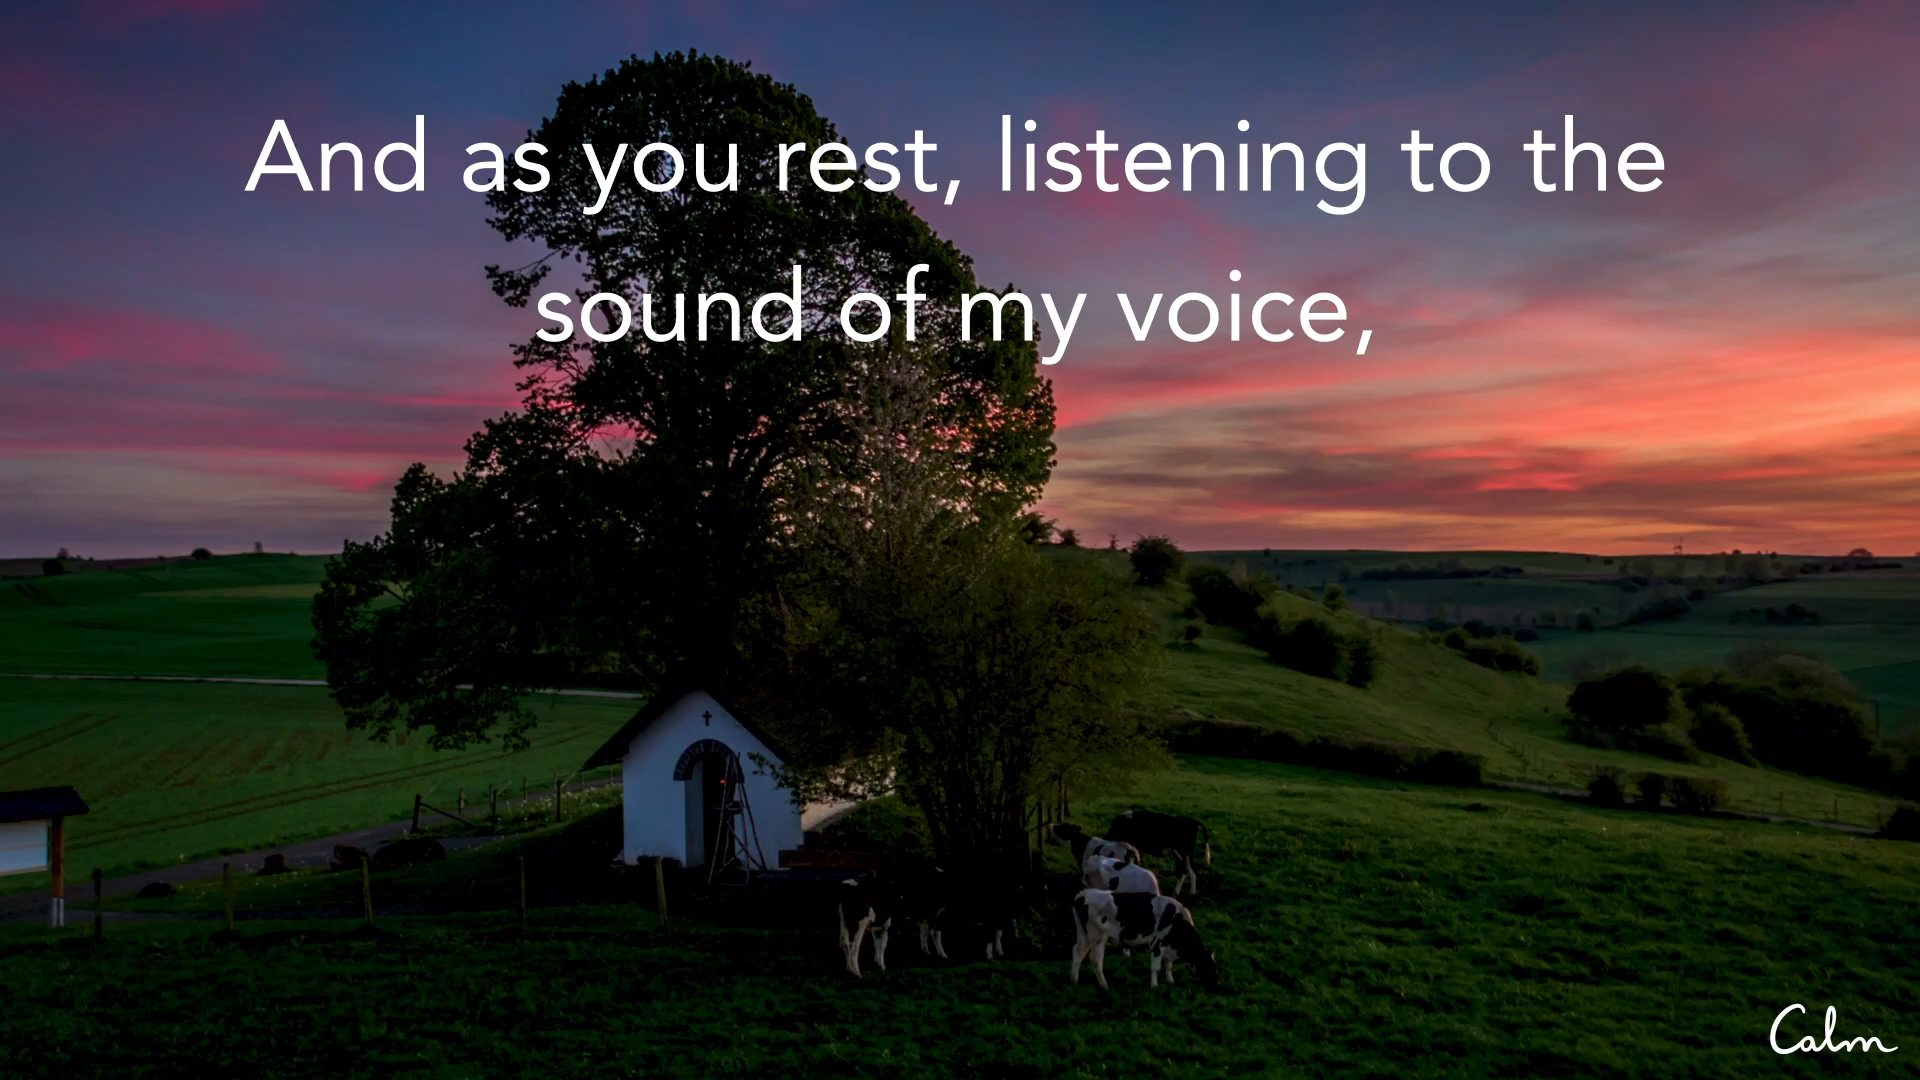 And as you rest, listening to the
sound of my voice,
Calm